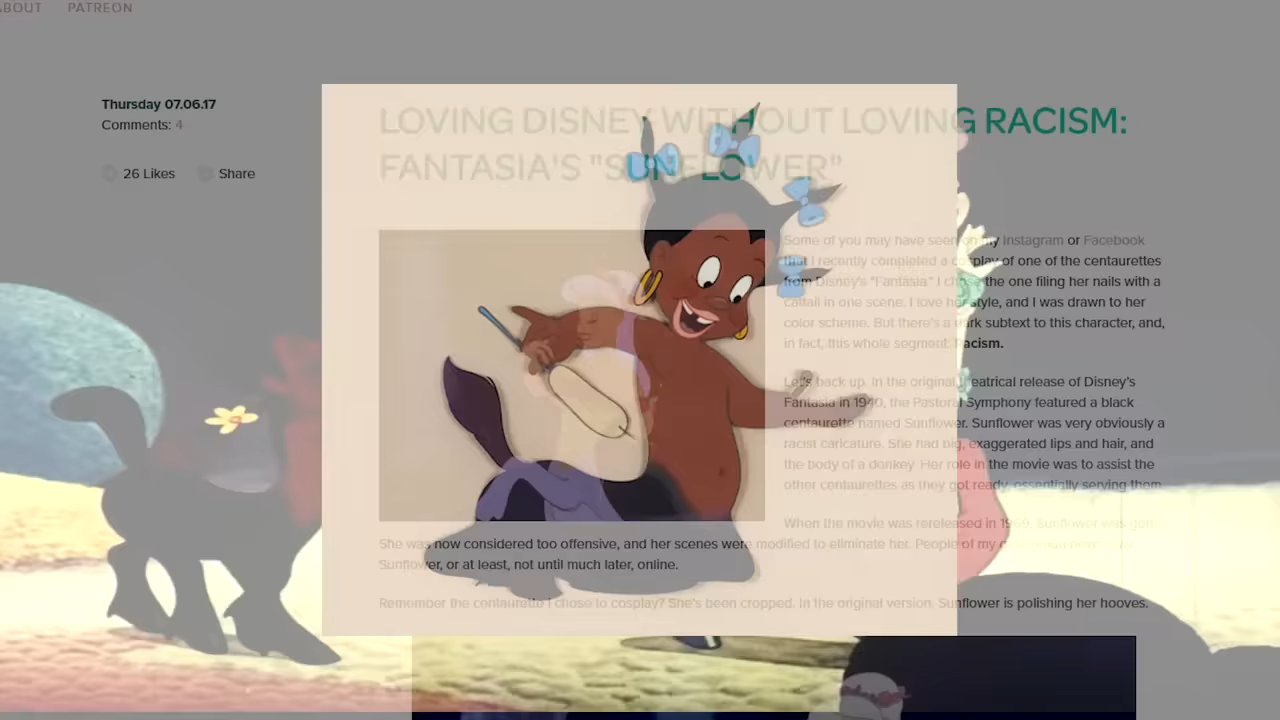 ABOUT PATREON
Thursday 07.06.17
Comments: 4
26 Likes Share
LOVING DISNEY WITHOUT LOVING RACISM:
FANTASIA'S "SUNFLOWER"
Some of you may have seen on my Instagram or Facebook
that I recently completed a cosplay of one of the centaurettes
from Disney's "Fantasia." I chose the one filing her nails with a
cattail in one scene. I love her style, and I was drawn to her
color scheme. But there's a dark subtext to this character, and,
in fact, this whole segment: Racism.
Let's back up. In the original theatrical release of Disney's
Fantasia in 1940, the Pastoral Symphony featured a black
centaurette named Sunflower. Sunflower was very obviously a
racist caricature. She had big, exaggerated lips and hair, and
the body of a donkey. Her role in the movie was to assist the
other centaurettes as they got ready, essentially serving them.
When the movie was rereleased in 1969, Sunflower was
She was now considered too offensive, and her scenes were modified to eliminate her. People of my
Sunflower, or at least, not until much later, online.
Remember the centaurette I chose to cosplay? She's been cropped. In the original version, Sunflower is polishing her hooves.